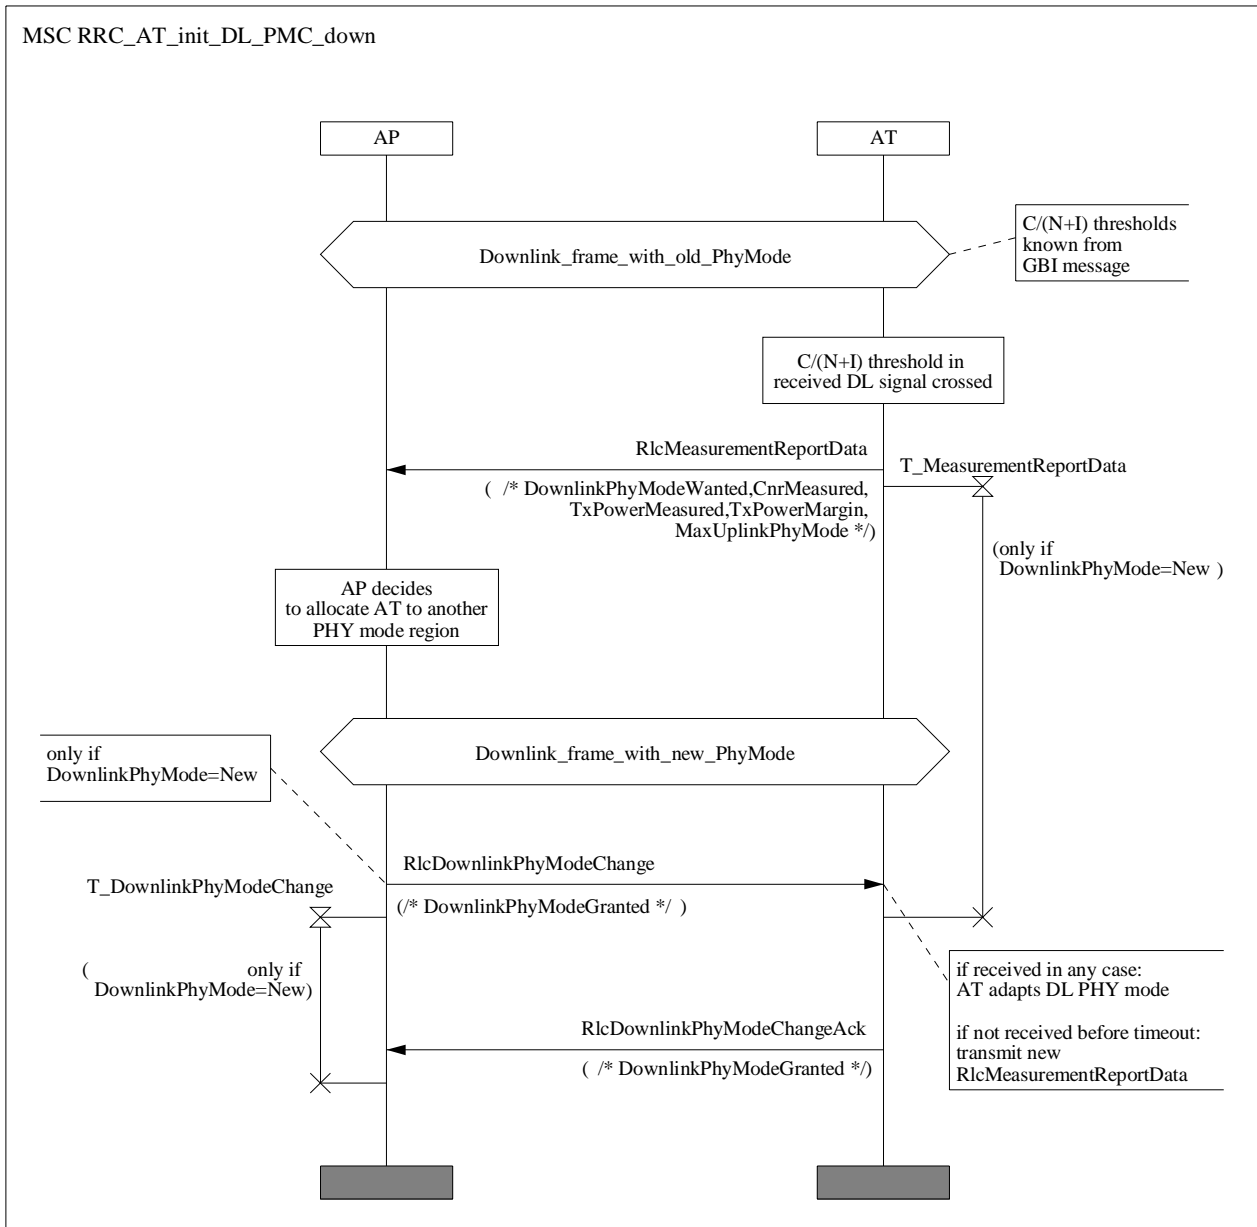 MSC RRC_AT_init_DL_PMC_down
AP
AT
C/(N+I) thresholds
known from
GBI message
Downlink_frame_with_old_PhyMode
C/(N+I) threshold in
received DL signal crossed
RlcMeasurementReportData
T_MeasurementReportData
( /* DownlinkPhyModeWanted,CnrMeasured,
TxPowerMeasured,TxPowerMargin,
MaxUplinkPhyMode */)
(only if
DownlinkPhyMode=New )
AP decides
to allocate AT to another
PHY mode region
only if
DownlinkPhyMode=New
Downlink_frame_with_new_PhyMode
RlcDownlinkPhyModeChange
T_DownlinkPhyModeChange
(/* DownlinkPhyModeGranted */ )
( only if
DownlinkPhyMode=New)
if received in any case:
AT adapts DL PHY mode
if not received before timeout:
transmit new
RlcMeasurementReportData
RlcDownlinkPhyModeChangeAck
( /* DownlinkPhyModeGranted */)